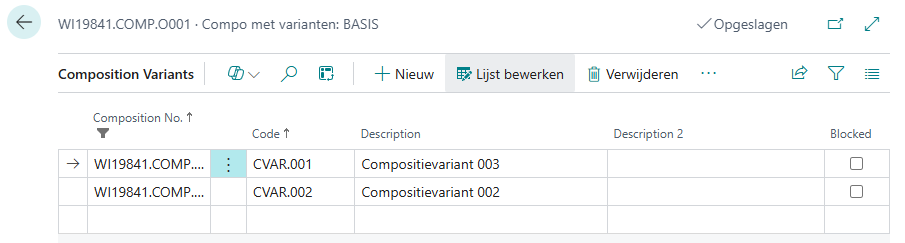 WI19841.COMP.O001 · Compo met varianten: BASIS
Opgeslagen
Composition Variants
Nieuw
Lijst bewerken
Verwijderen
Composition No. ↑
Code ↑
Description
Description 2
Blocked
WI19841.COMP.... CVAR.001 Compositievariant 003
WI19841.COMP.... CVAR.002 Compositievariant 002